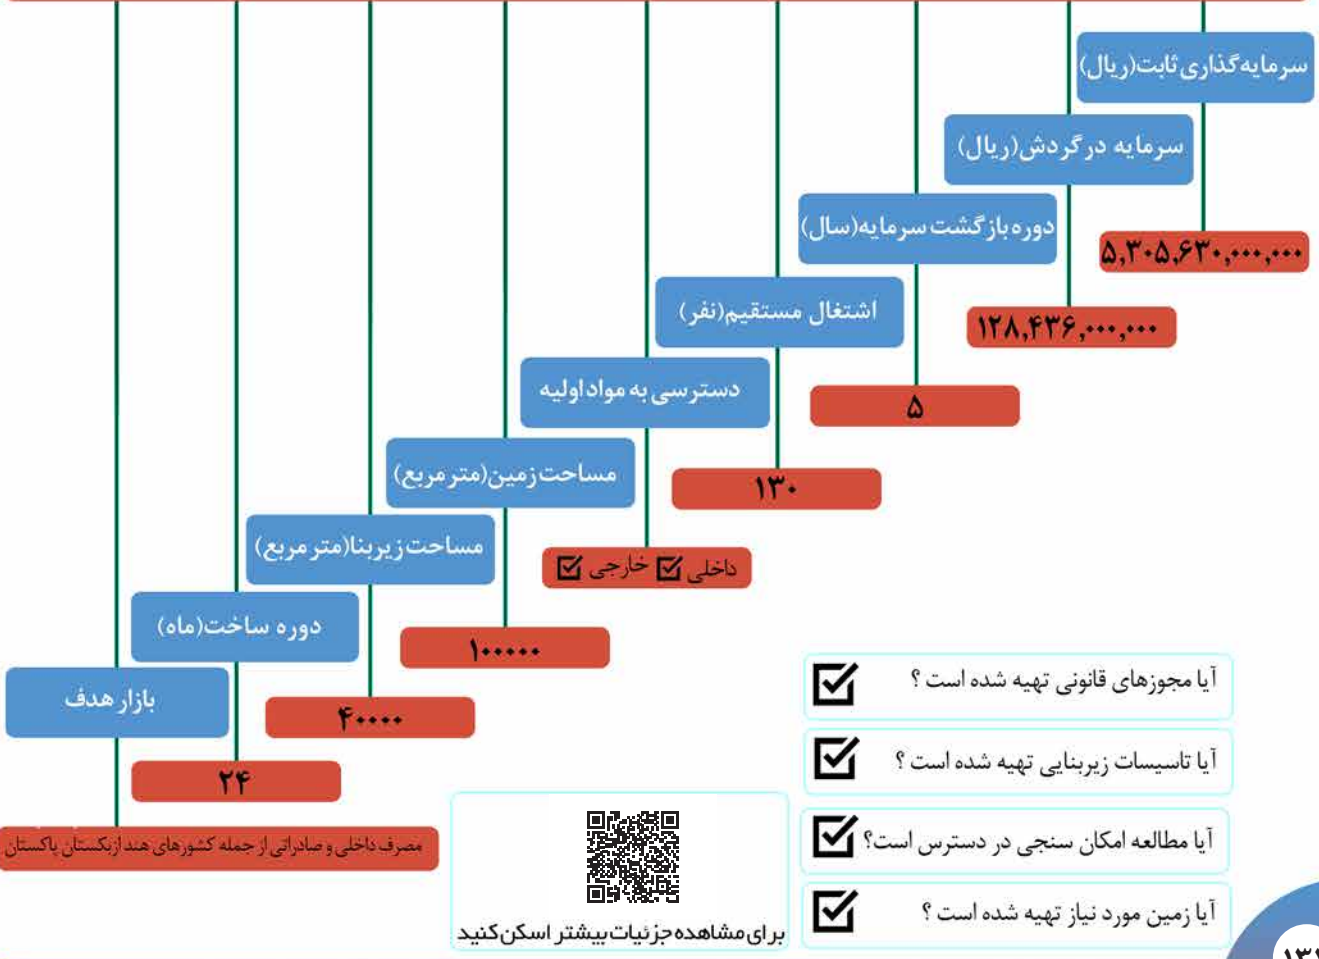 سرمایه‌گذاری ثابت(ریال)
۵,۳۰۵,۶۳۰,۰۰۰,۰۰۰
سرمایه در گردش(ریال)
۱۲۸,۴۳۶,۰۰۰,۰۰۰
دوره بازگشت سرمایه(سال)
۵
اشتغال مستقیم(نفر)
۱۳۰
دسترسی به مواد اولیه
داخلی ☑ خارجی ☑
مساحت زمین(متر مربع)
۱۰۰۰۰۰
مساحت زیربنا(متر مربع)
۴۰۰۰۰
دوره ساخت(ماه)
۲۴
بازار هدف
مصرف داخلی و صادراتی از جمله کشورهای هند ازبکستان پاکستان
آیا مجوزهای قانونی تهیه شده است ؟ ☑
آیا تاسیسات زیربنایی تهیه شده است ؟ ☑
آیا مطالعه امکان سنجی در دسترس است؟ ☑
آیا زمین مورد نیاز تهیه شده است ؟ ☑
برای مشاهده جزئیات بیشتر اسکن کنید